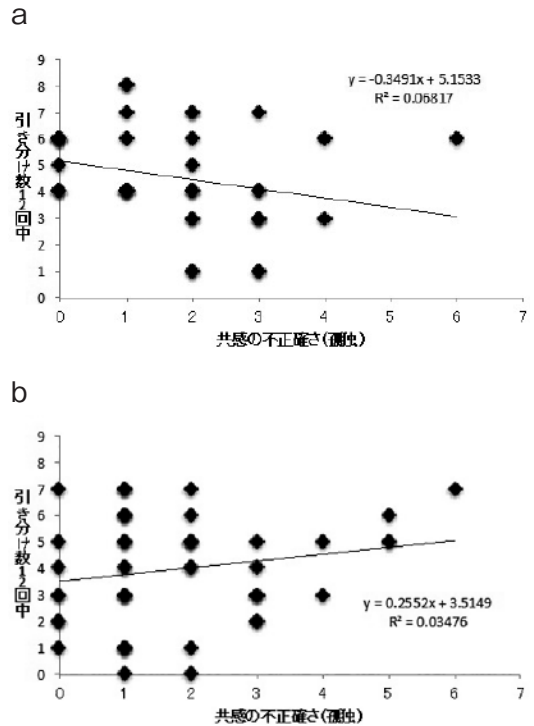 a
y = -0.3491x + 5.1533
R² = 0.06817
9
8
7
6
5
4
3
2
1
0
引き分け数12回中
0 1 2 3 4 5 6 7
共感の不正確さ(孤独)
b
9
8
7
6
5
4
3
2
1
0
引き分け数12回中
y = 0.2552x + 3.5149
R² = 0.03476
0 1 2 3 4 5 6 7
共感の不正確さ(孤独)